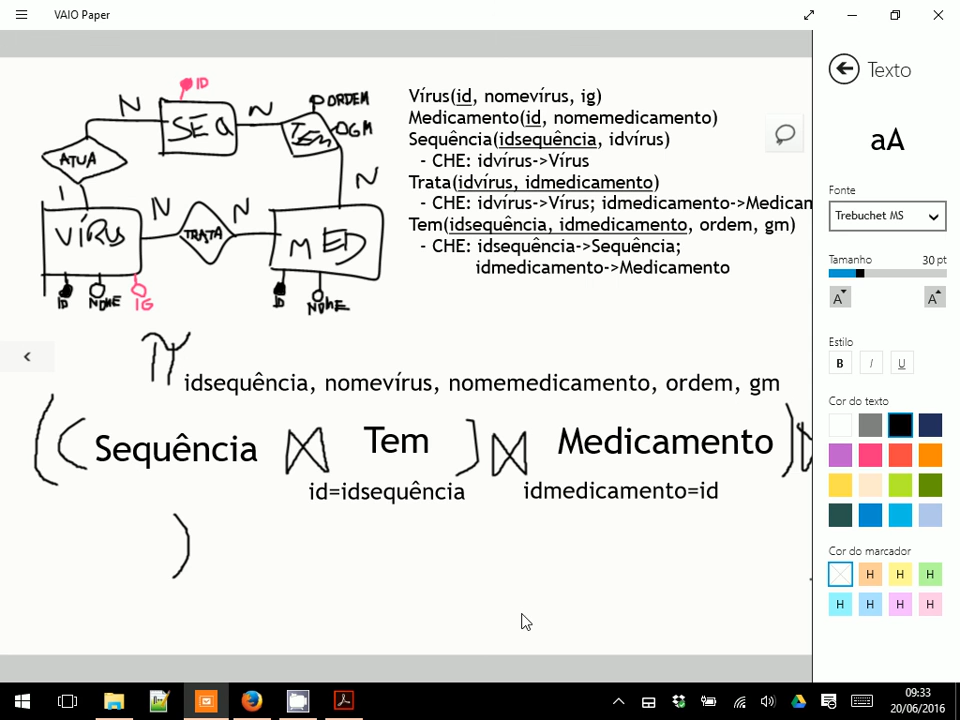 VAIO Paper
Texto
aA
Fonte
Trebuchet MS
Tamanho 30 pt
A A
Estilo
B I U
Cor do texto
Cor do marcador
H H H
H H H H
ID
N N
SEQ
ORDEM
GM
TEM
ATUA
N
1
N N
VÍRUS
TRATA
MED
ID NOME IG
ID NOME
Vírus(id, nomevírus, ig)
Medicamento(id, nomemedicamento)
Sequência(idsequência, idvírus)
- CHE: idvírus->Vírus
Trata(idvírus, idmedicamento)
- CHE: idvírus->Vírus; idmedicamento->Medicam
Tem(idsequência, idmedicamento, ordem, gm)
- CHE: idsequência->Sequência;
idmedicamento->Medicamento
π
idsequência, nomevírus, nomemedicamento, ordem, gm
( ( Sequência ⋈ Tem ) ⋈ Medicamento ) ⋈
id=idsequência idmedicamento=id
)
09:33
20/06/2016